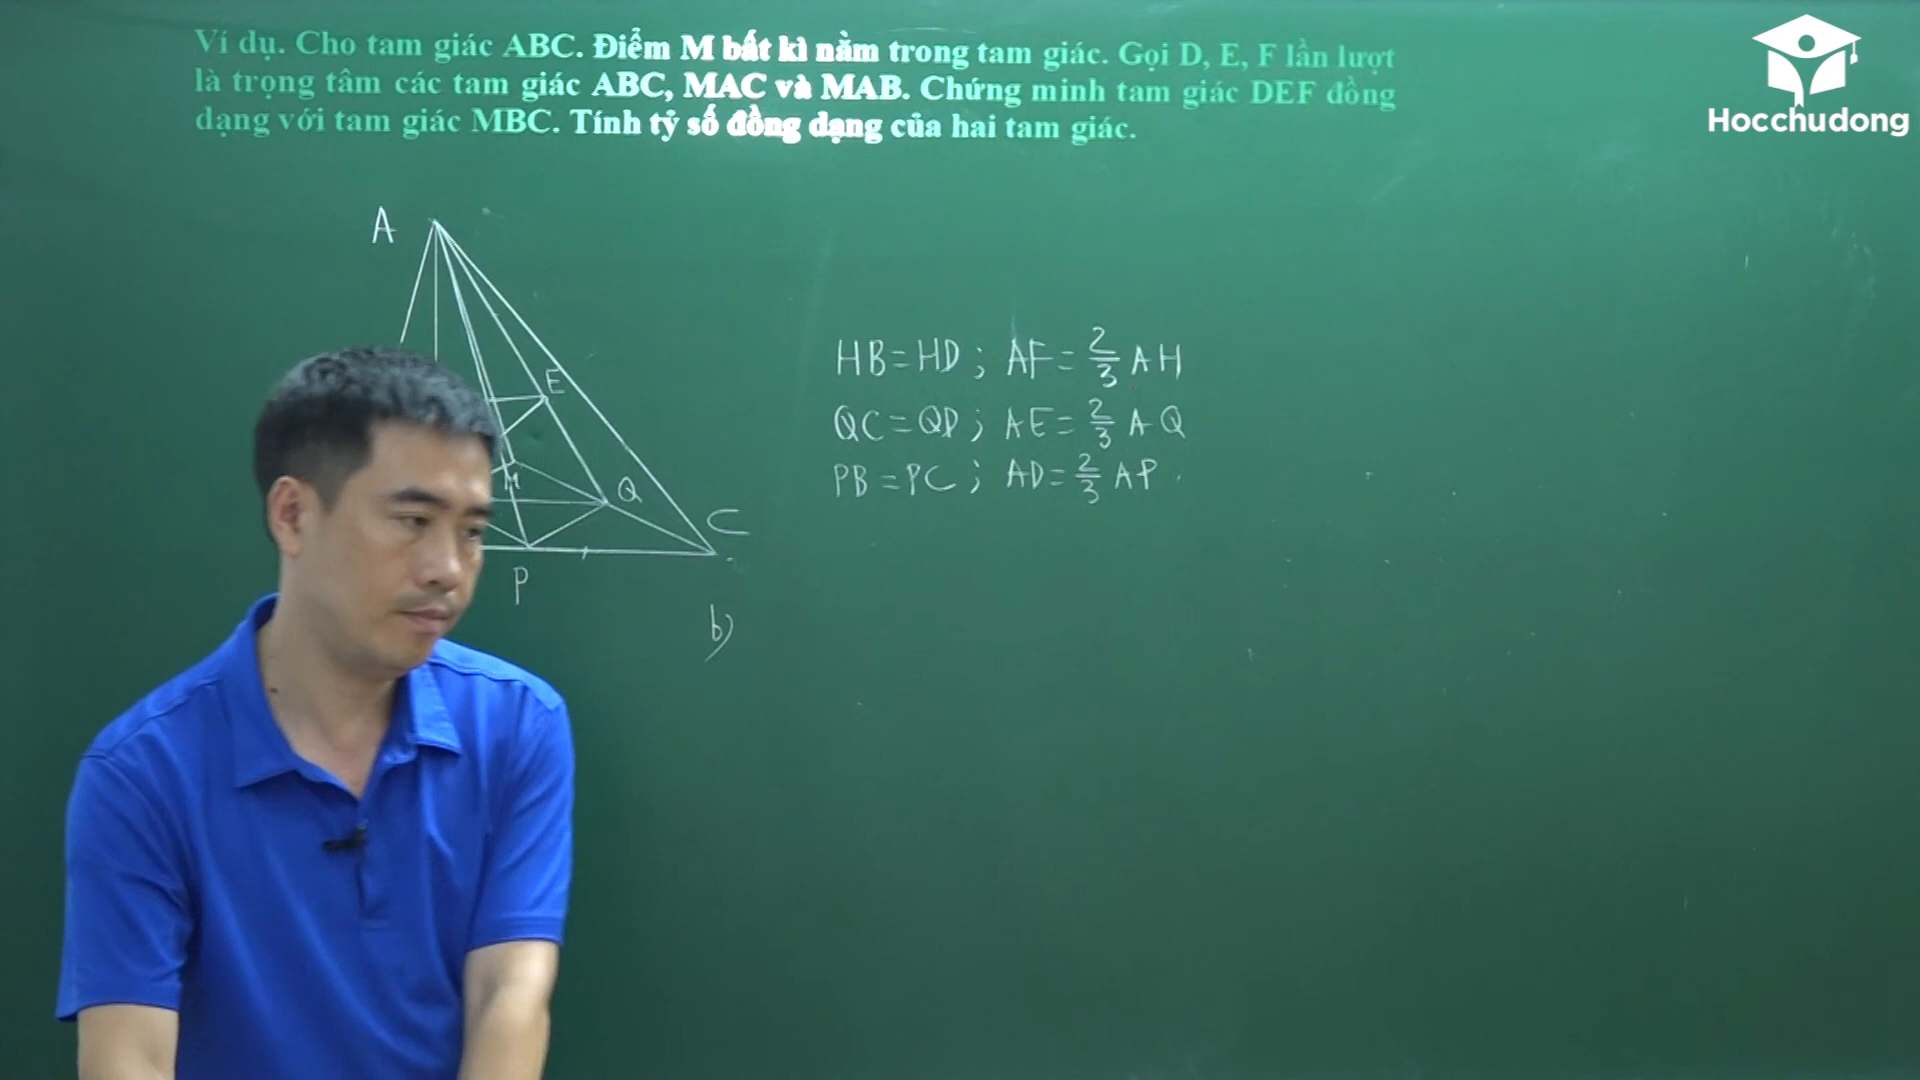 Ví dụ. Cho tam giác ABC. Điểm M bất kì nằm trong tam giác. Gọi D, E, F lần lượt
là trọng tâm các tam giác ABC, MAC và MAB. Chứng minh tam giác DEF đồng
dạng với tam giác MBC. Tính tỷ số đồng dạng của hai tam giác.
Hocchudong
A
E
HB=HD; AF=2/3 AH
QC=QD; AE=2/3 AQ
PB=PC; AD=2/3 AP.
M
Q
C
P
b)